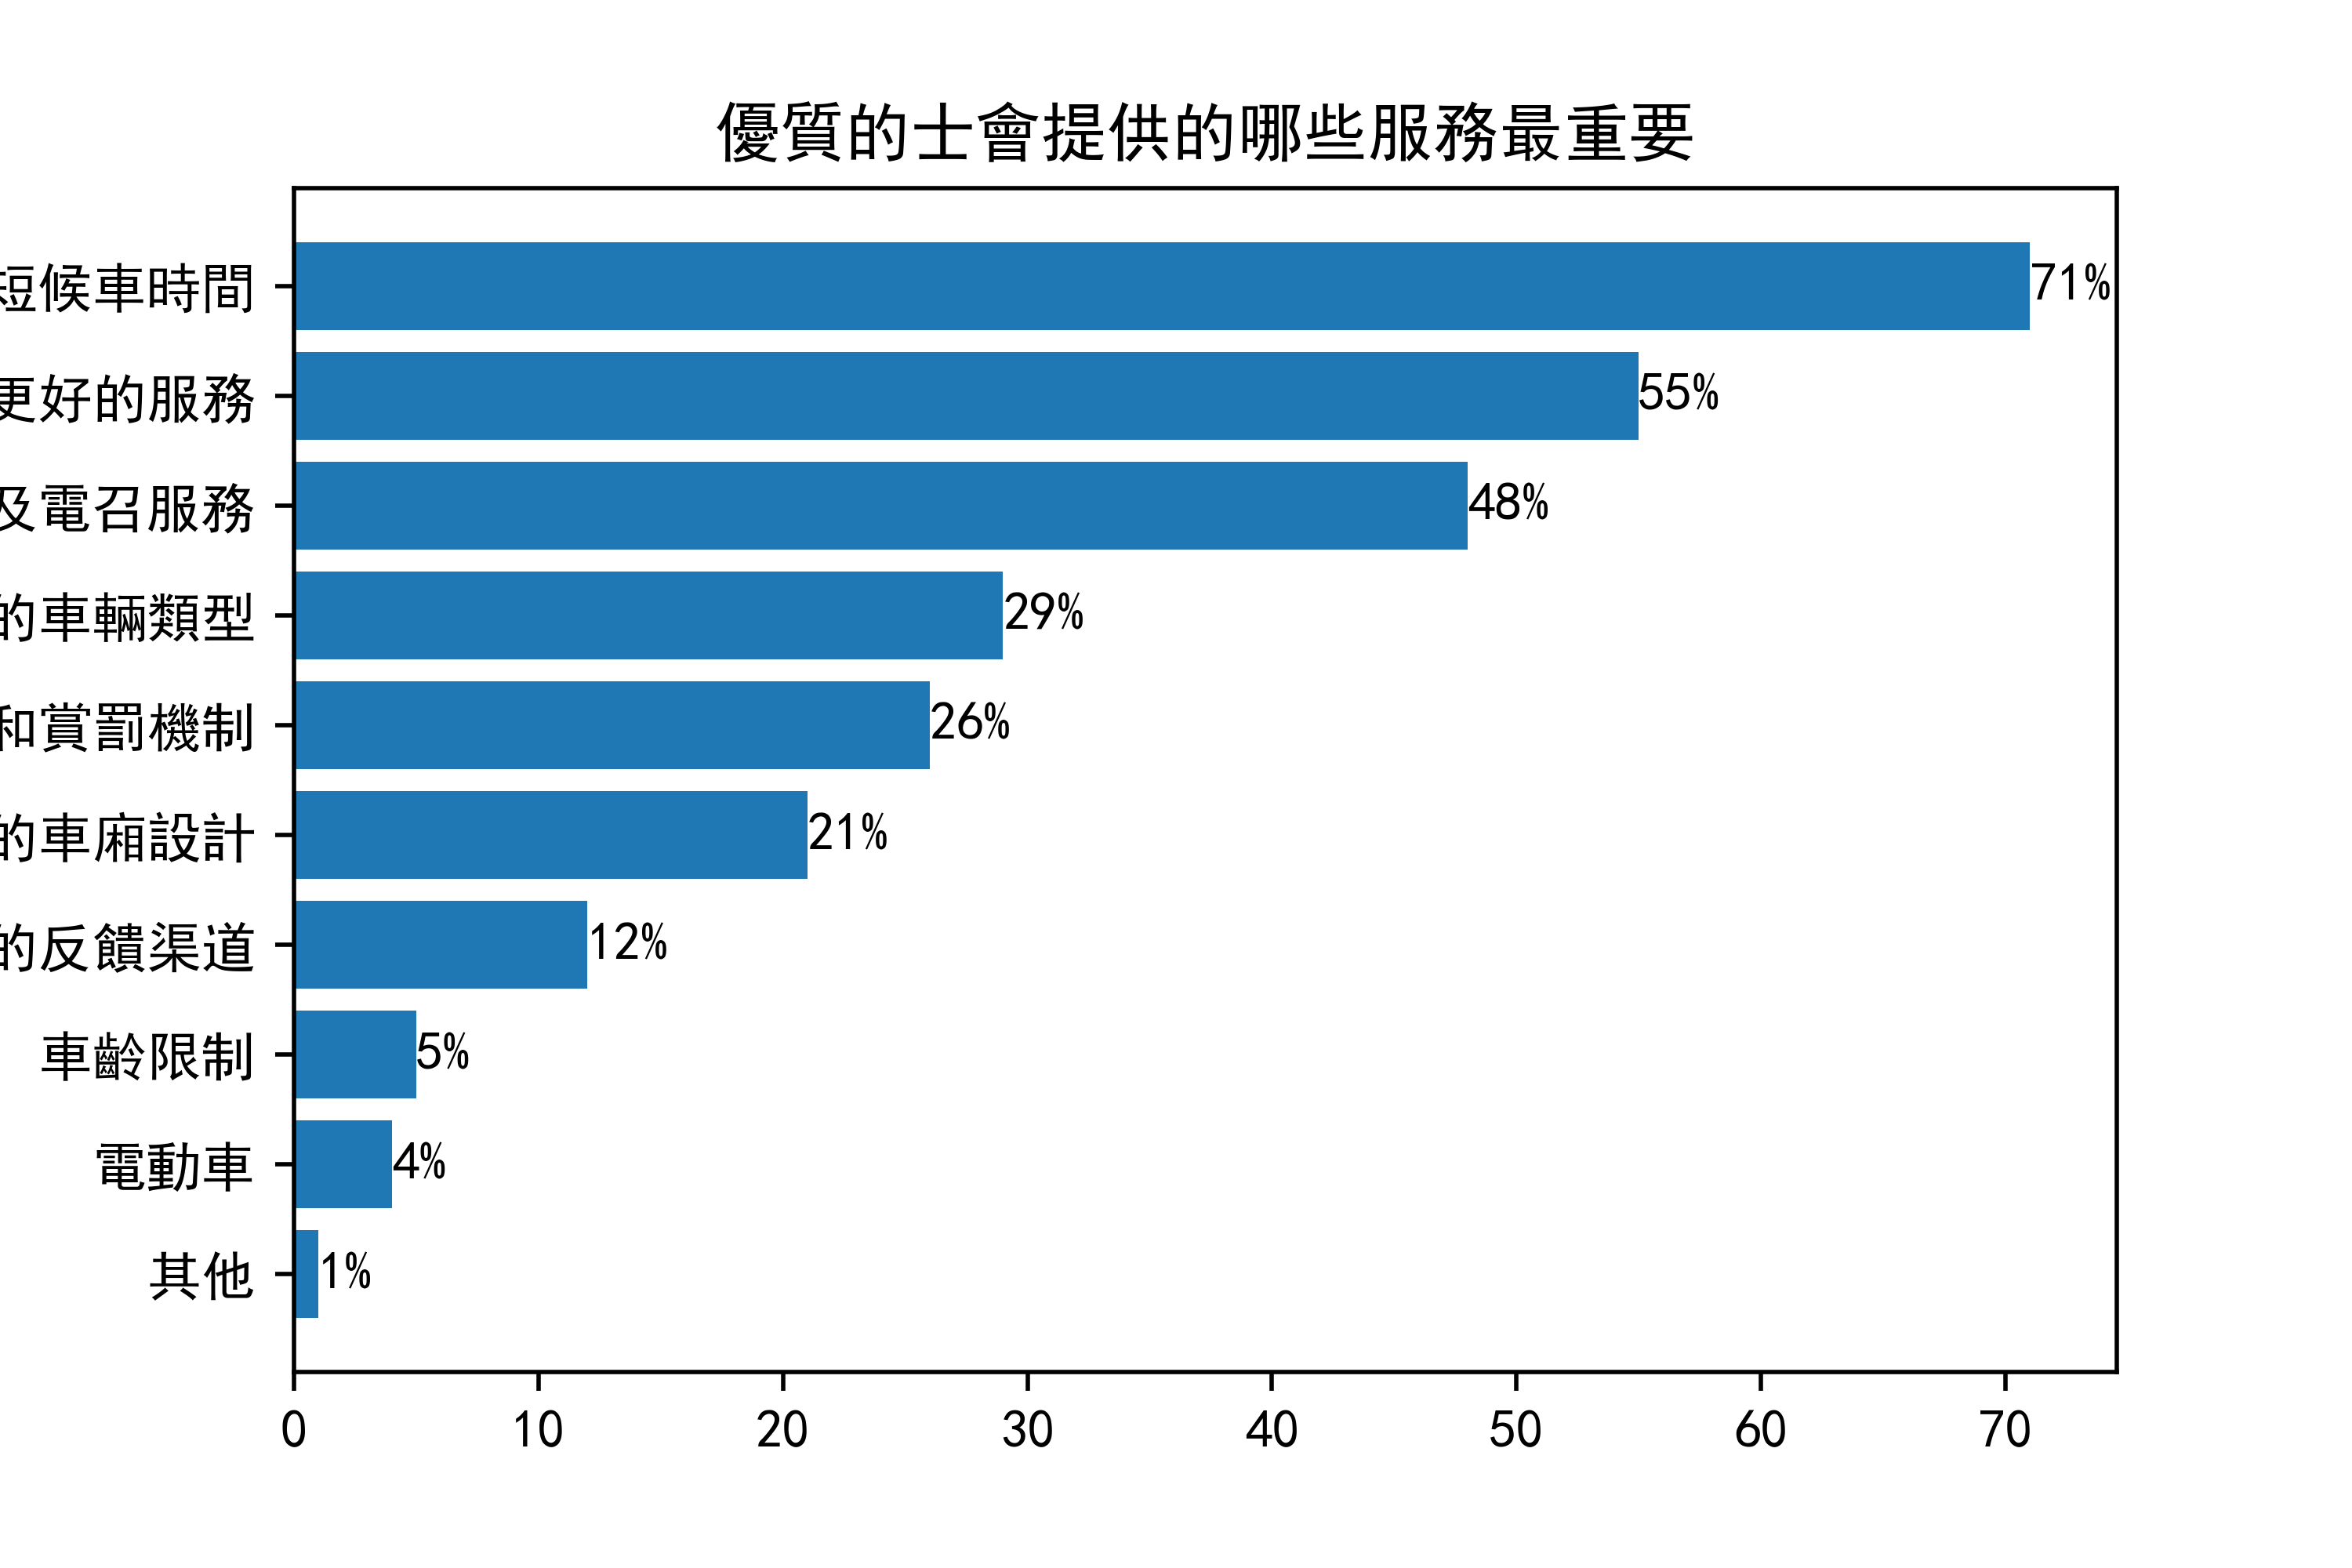 優質的士會提供的哪些服務最重要
短候車時間 71%
更好的服務 55%
及電召服務 48%
的車輛類型 29%
和賞罰機制 26%
的車廂設計 21%
的反饋渠道 12%
車齡限制 5%
電動車 4%
其他 1%
0 10 20 30 40 50 60 70